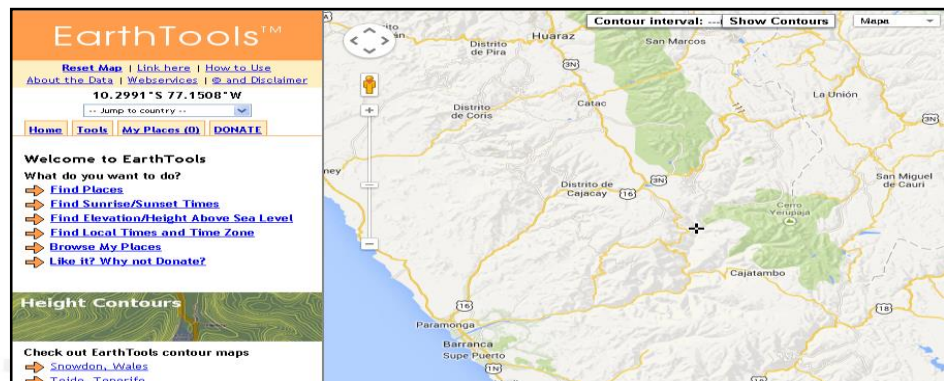 EarthTools™
Reset Map | Link here | How to Use
About the Data | Webservices | © and Disclaimer
10.2991°S 77.1508°W
-- Jump to country --
Home Tools My Places (0) DONATE
Welcome to EarthTools
What do you want to do?
Find Places
Find Sunrise/Sunset Times
Find Elevation/Height Above Sea Level
Find Local Times and Time Zone
Browse My Places
Like it? Why not Donate?
Height Contours
Check out EarthTools contour maps
Snowdon, Wales
Teide, Tenerife
Contour interval: ---
Show Contours
Mapa
Distrito de Pira
Huaraz
San Marcos
3N
Catac
La Unión
Distrito de Coris
3N
3N
Distrito de Cajacay
16
San Miguel de Cauri
Cerro Yerupajá
Cajatambo
16
18
Paramonga
Barranca
Supe Puerto
1N